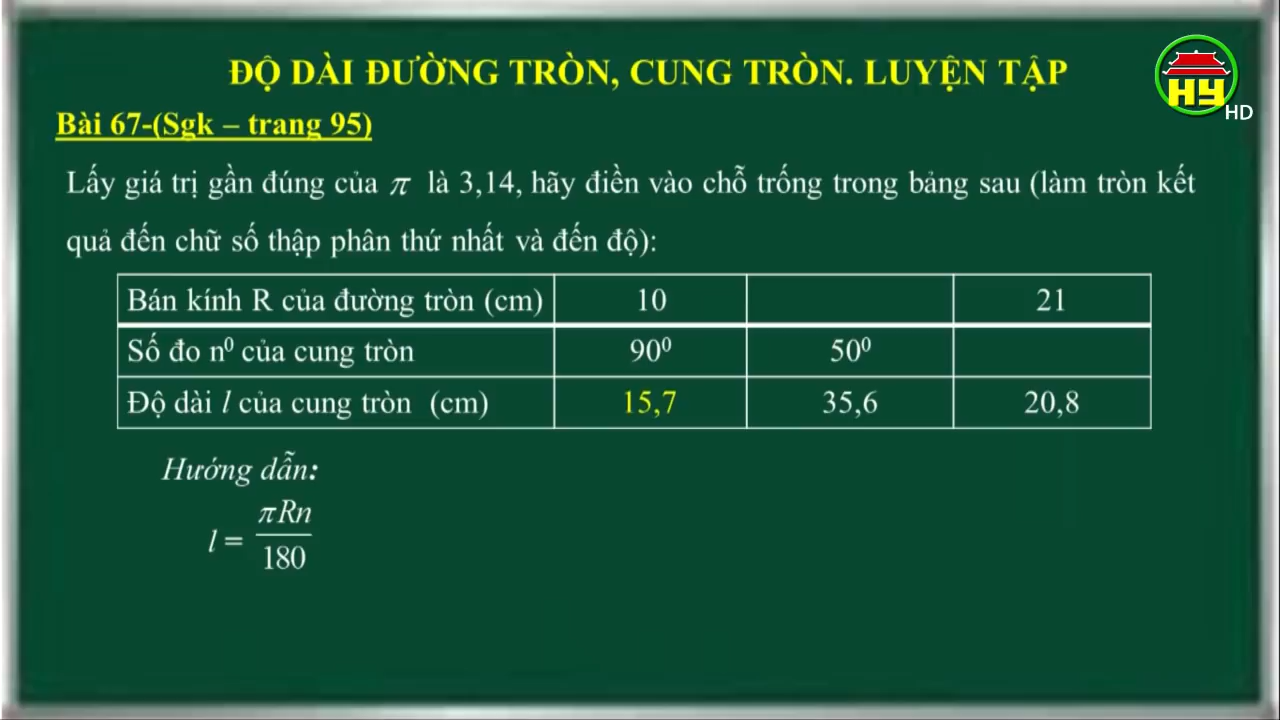 ĐỘ DÀI ĐƯỜNG TRÒN, CUNG TRÒN. LUYỆN TẬP
HY
HD
Bài 67-(Sgk – trang 95)
Lấy giá trị gần đúng của π là 3,14, hãy điền vào chỗ trống trong bảng sau (làm tròn kết
quả đến chữ số thập phân thứ nhất và đến độ):
Bán kính R của đường tròn (cm) 10 21
Số đo n⁰ của cung tròn 90⁰ 50⁰
Độ dài l của cung tròn (cm) 15,7 35,6 20,8
Hướng dẫn:
l = πRn/180